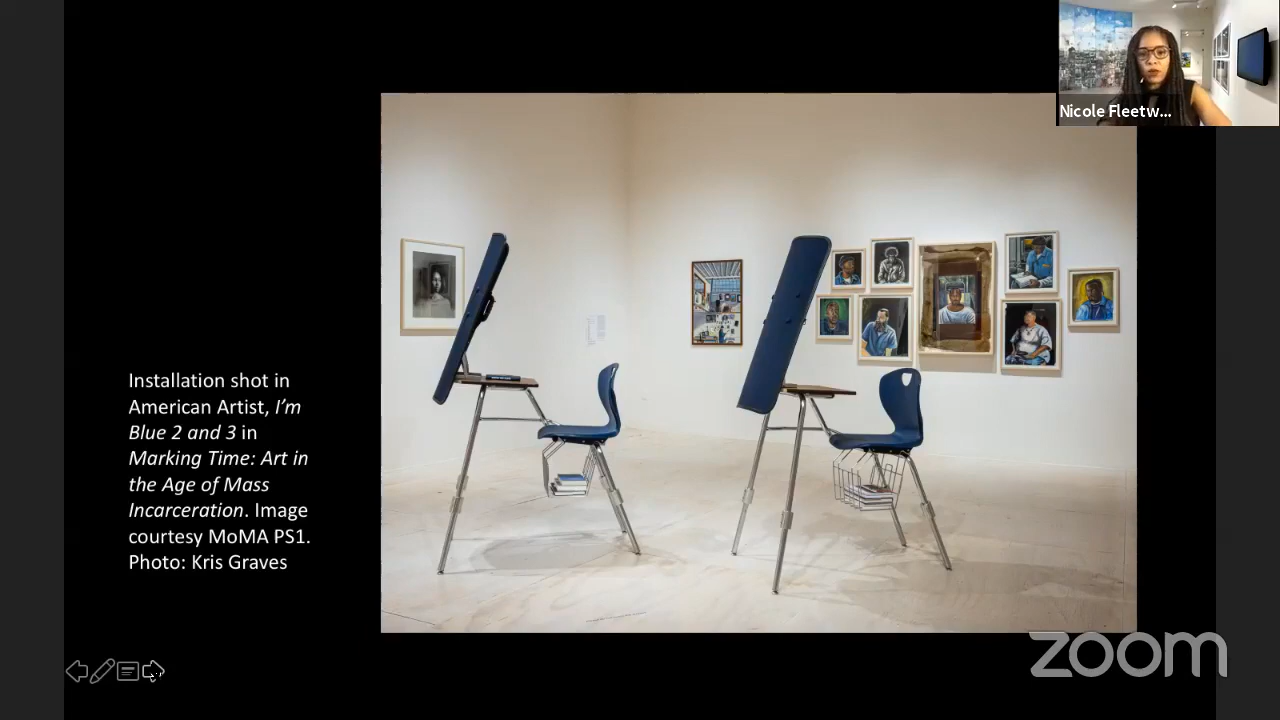 Nicole Fleetw...
Installation shot in
American Artist, I’m
Blue 2 and 3 in
Marking Time: Art in
the Age of Mass
Incarceration. Image
courtesy MoMA PS1.
Photo: Kris Graves
zoom